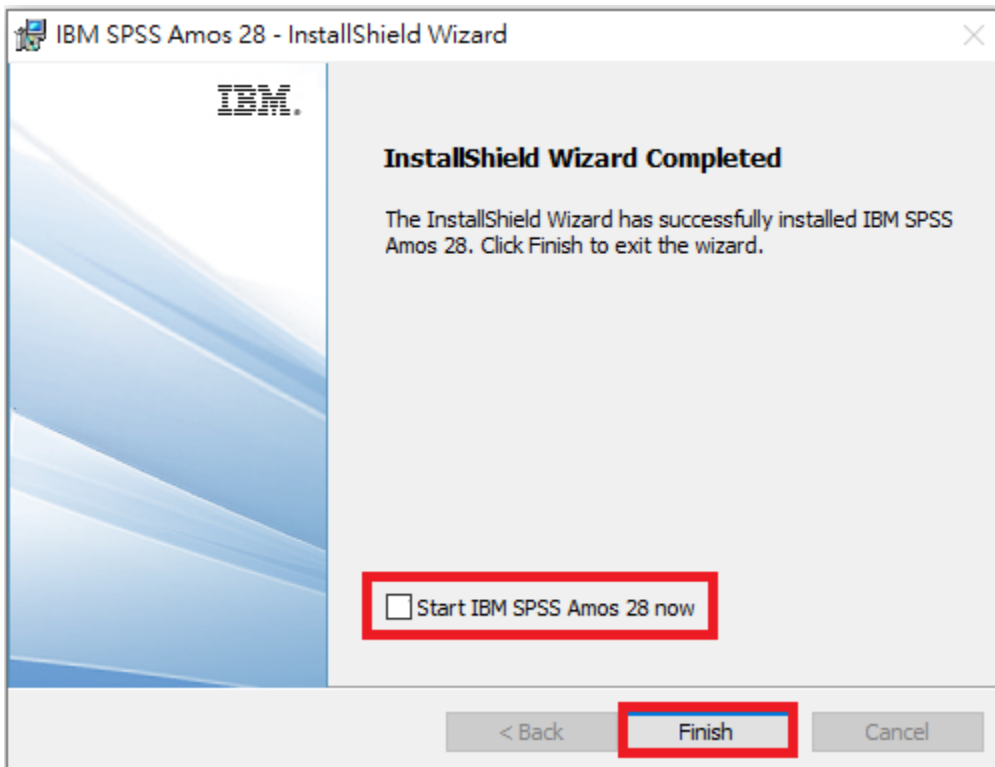 IBM SPSS Amos 28 - InstallShield Wizard
IBM.
InstallShield Wizard Completed
The InstallShield Wizard has successfully installed IBM SPSS
Amos 28. Click Finish to exit the wizard.
Start IBM SPSS Amos 28 now
< Back
Finish
Cancel